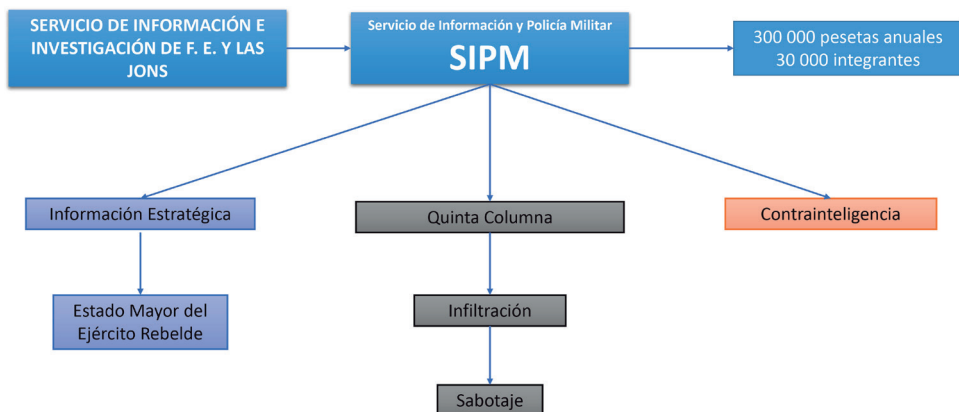 SERVICIO DE INFORMACIÓN E
INVESTIGACIÓN DE F. E. Y LAS
JONS
Servicio de Información y Policía Militar
SIPM
300 000 pesetas anuales
30 000 integrantes
Información Estratégica
Quinta Columna
Contrainteligencia
Estado Mayor del
Ejército Rebelde
Infiltración
Sabotaje